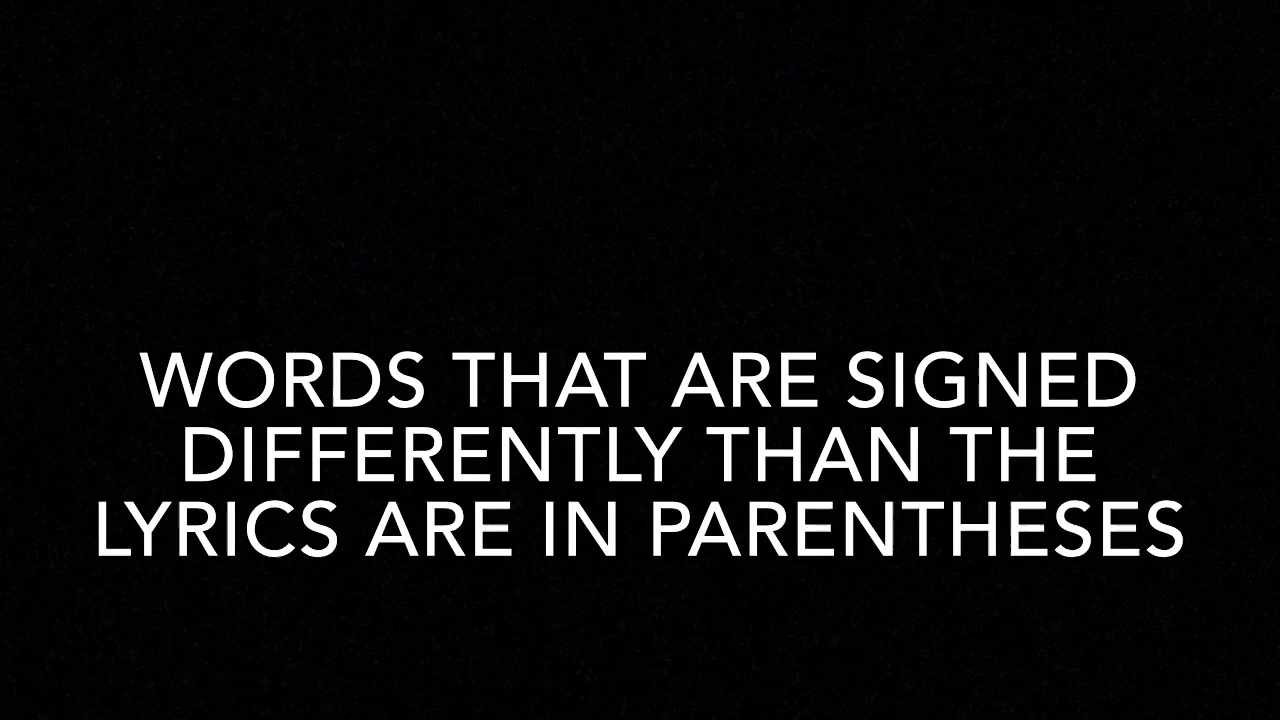 WORDS THAT ARE SIGNED
DIFFERENTLY THAN THE
LYRICS ARE IN PARENTHESES